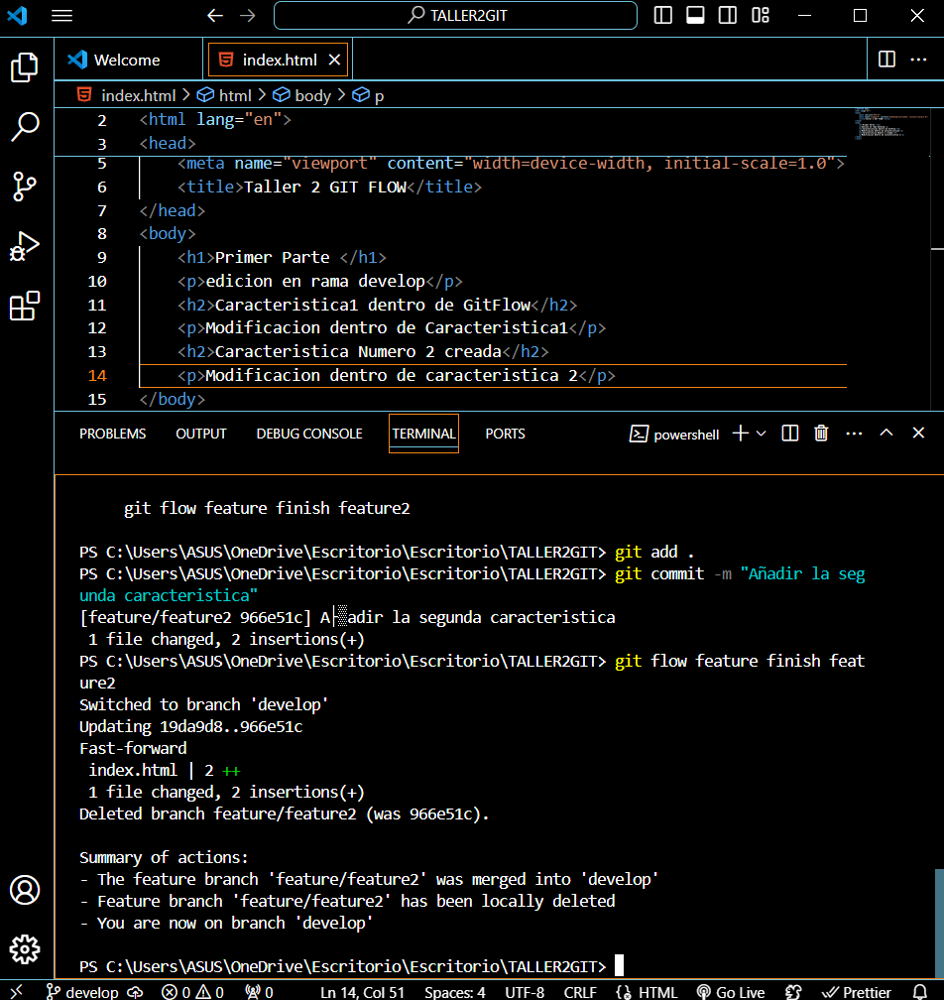 TALLER2GIT
Welcome
index.html
index.html > html > body > p
2 <html lang="en">
3 <head>
5 <meta name="viewport" content="width=device-width, initial-scale=1.0">
6 <title>Taller 2 GIT FLOW</title>
7 </head>
8 <body>
9 <h1>Primer Parte </h1>
10 <p>edicion en rama develop</p>
11 <h2>Caracteristica1 dentro de GitFlow</h2>
12 <p>Modificacion dentro de Caracteristica1</p>
13 <h2>Caracteristica Numero 2 creada</h2>
14 <p>Modificacion dentro de caracteristica 2</p>
15 </body>
PROBLEMS OUTPUT DEBUG CONSOLE TERMINAL PORTS powershell
git flow feature finish feature2
PS C:\Users\ASUS\OneDrive\Escritorio\Escritorio\TALLER2GIT> git add .
PS C:\Users\ASUS\OneDrive\Escritorio\Escritorio\TALLER2GIT> git commit -m "Añadir la seg
unda caracteristica"
[feature/feature2 966e51c] A├▒adir la segunda caracteristica
1 file changed, 2 insertions(+)
PS C:\Users\ASUS\OneDrive\Escritorio\Escritorio\TALLER2GIT> git flow feature finish feat
ure2
Switched to branch 'develop'
Updating 19da9d8..966e51c
Fast-forward
index.html | 2 ++
1 file changed, 2 insertions(+)
Deleted branch feature/feature2 (was 966e51c).
Summary of actions:
- The feature branch 'feature/feature2' was merged into 'develop'
- Feature branch 'feature/feature2' has been locally deleted
- You are now on branch 'develop'
PS C:\Users\ASUS\OneDrive\Escritorio\Escritorio\TALLER2GIT>
develop 0 0 0 Ln 14, Col 51 Spaces: 4 UTF-8 CRLF HTML Go Live Prettier